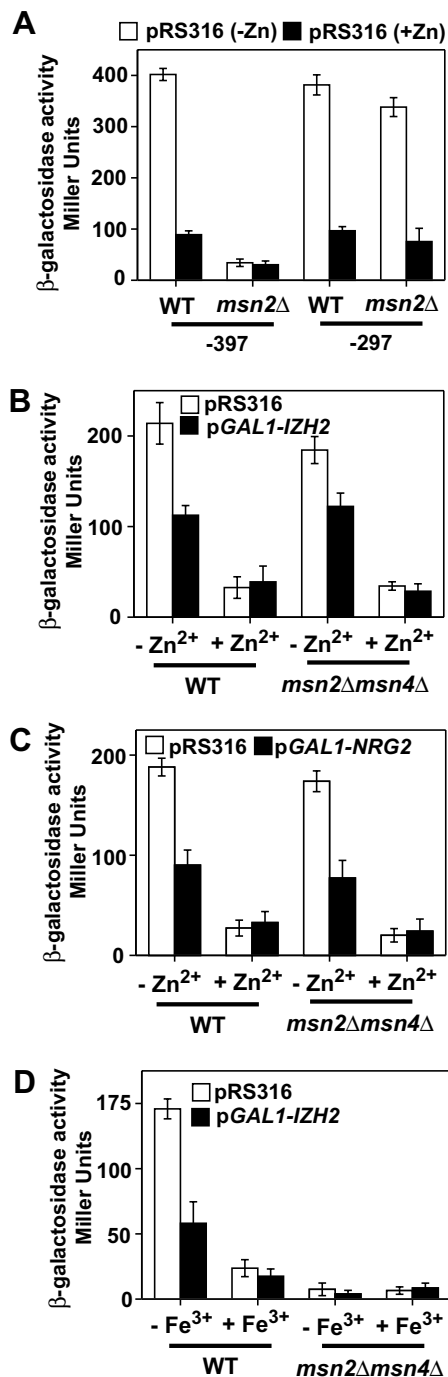 A
pRS316 (-Zn) pRS316 (+Zn)
β-galactosidase activity
Miller Units
400
300
200
100
0
WT msn2Δ WT msn2Δ
-397 -297
B
pRS316
pGAL1-IZH2
β-galactosidase activity
Miller Units
200
100
0
- Zn2+ + Zn2+ - Zn2+ + Zn2+
WT msn2Δmsn4Δ
C
pRS316 pGAL1-NRG2
β-galactosidase activity
Miller Units
200
100
0
- Zn2+ + Zn2+ - Zn2+ + Zn2+
WT msn2Δmsn4Δ
D
pRS316
pGAL1-IZH2
β-galactosidase activity
Miller Units
175
50
0
- Fe3+ + Fe3+ - Fe3+ + Fe3+
WT msn2Δmsn4Δ